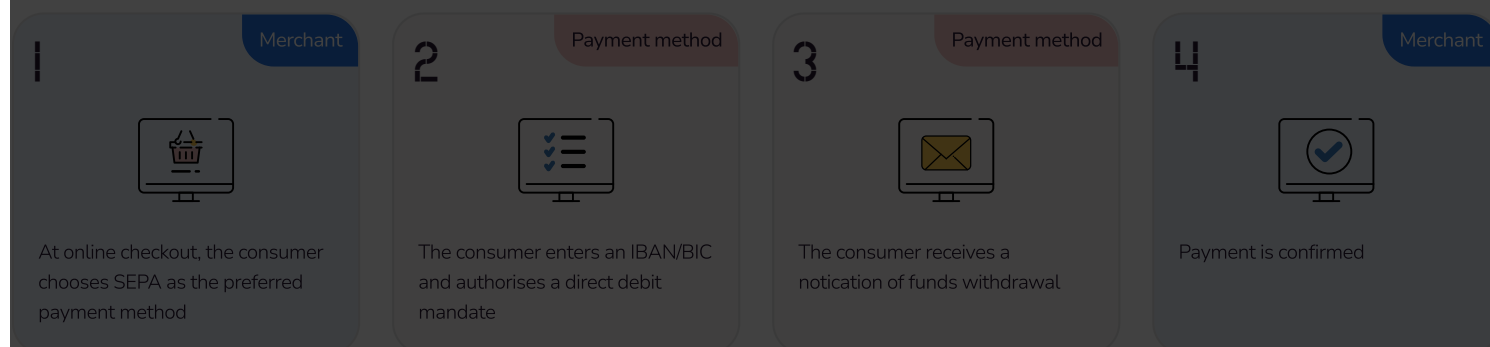 1
Merchant
At online checkout, the consumer
chooses SEPA as the preferred
payment method
2
Payment method
The consumer enters an IBAN/BIC
and authorises a direct debit
mandate
3
Payment method
The consumer receives a
notication of funds withdrawal
4
Merchant
Payment is confirmed